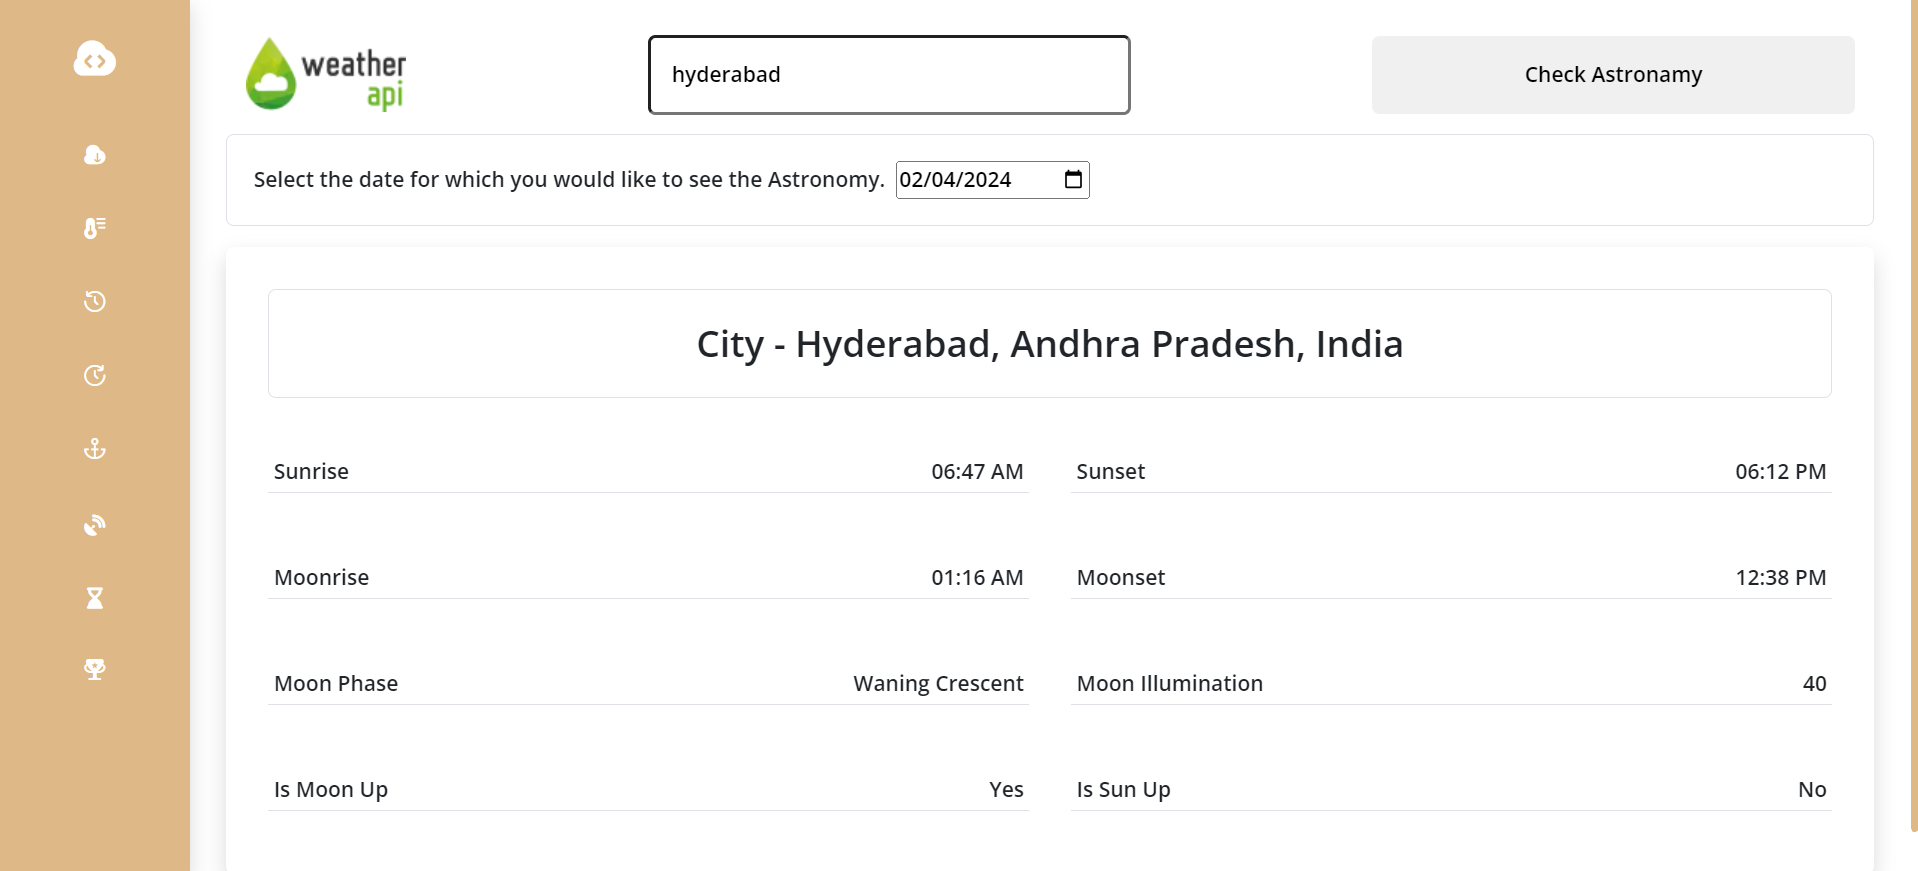 weather
api
hyderabad
Check Astronamy
Select the date for which you would like to see the Astronomy. 02/04/2024
City - Hyderabad, Andhra Pradesh, India
Sunrise 06:47 AM Sunset 06:12 PM
Moonrise 01:16 AM Moonset 12:38 PM
Moon Phase Waning Crescent Moon Illumination 40
Is Moon Up Yes Is Sun Up No